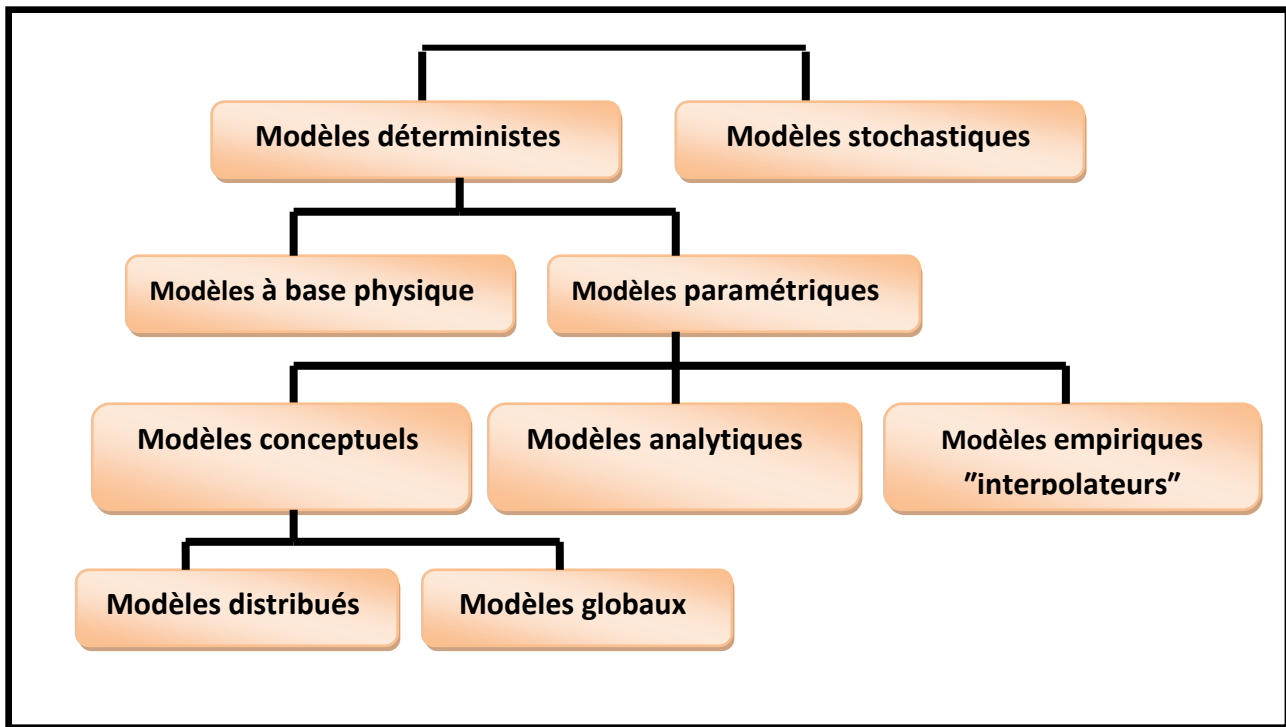 Modèles déterministes
Modèles stochastiques
Modèles à base physique
Modèles paramétriques
Modèles conceptuels
Modèles analytiques
Modèles empiriques
"interpolateurs"
Modèles distribués
Modèles globaux